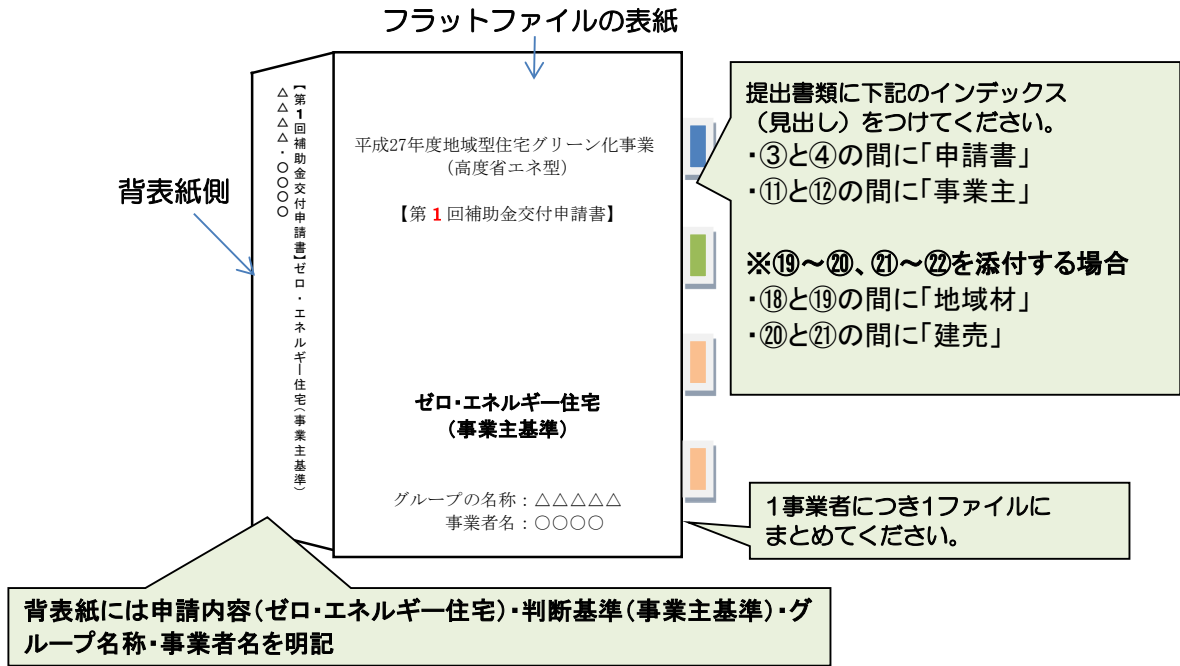 フラットファイルの表紙
背表紙側
【第1回補助金交付申請書】ゼロ・エネルギー住宅(事業主基準)
△△△△・〇〇〇〇
平成27年度地域型住宅グリーン化事業
(高度省エネ型)
【第 1 回補助金交付申請書】
ゼロ・エネルギー住宅
(事業主基準)
グループの名称：△△△△△
事業者名：〇〇〇〇
提出書類に下記のインデックス
（見出し）をつけてください。
・③と④の間に「申請書」
・⑪と⑫の間に「事業主」
※⑲～⑳、㉑～㉒を添付する場合
・⑱と⑲の間に「地域材」
・⑳と㉑の間に「建売」
1事業者につき1ファイルに
まとめてください。
背表紙には申請内容(ゼロ・エネルギー住宅)・判断基準(事業主基準)・グ
ループ名称・事業者名を明記